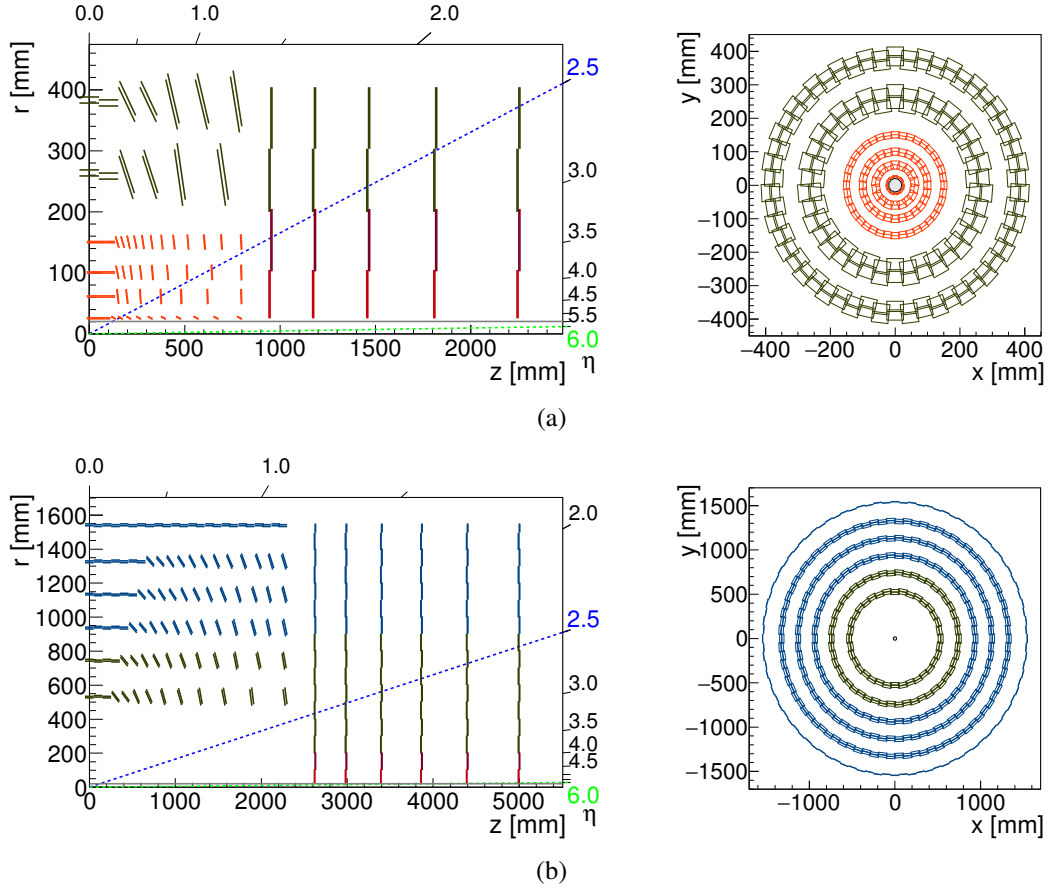 0.0 1.0 2.0
r [mm]
400
300
200
100
0
2.5
3.0
3.5
4.0
4.5
5.5
6.0
η
0 500 1000 1500 2000
z [mm]
y [mm]
400
300
200
100
0
−100
−200
−300
−400
−400 −200 0 200 400
x [mm]
(a)
0.0 1.0
r [mm]
1600
1400
1200
1000
800
600
400
200
0
2.0
2.5
3.0
3.5
4.0
4.5
6.0
η
0 1000 2000 3000 4000 5000
z [mm]
y [mm]
1500
1000
500
0
−500
−1000
−1500
−1000 0 1000
x [mm]
(b)